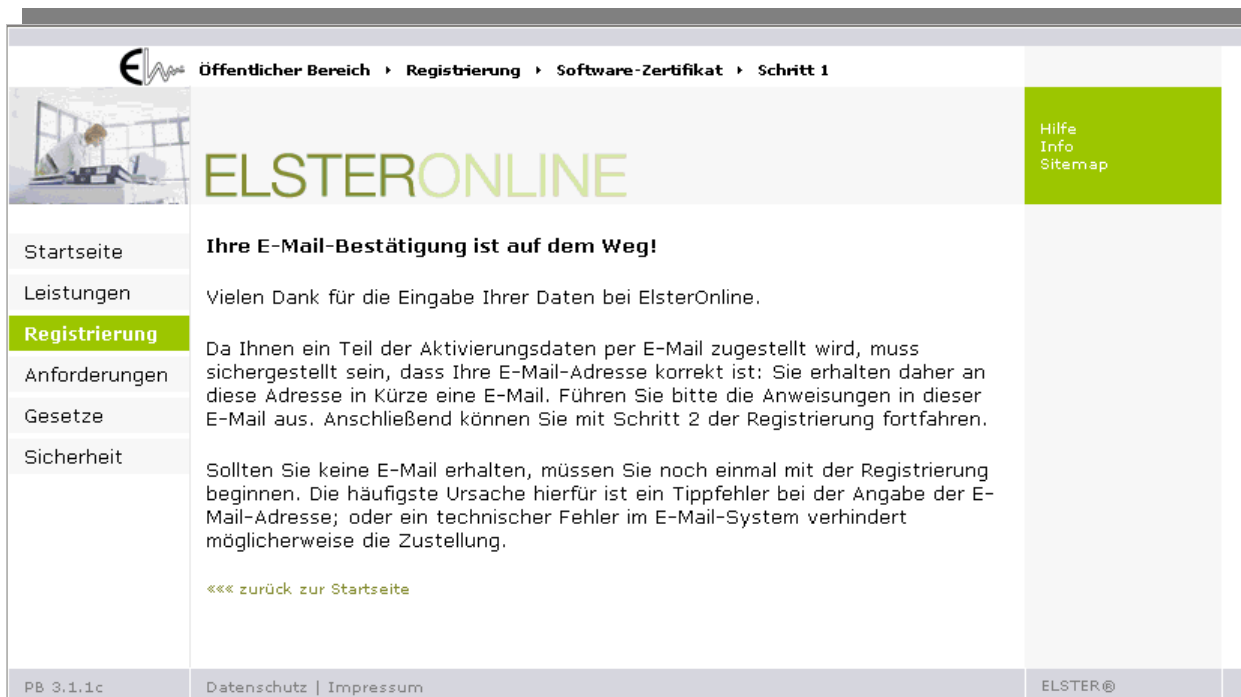 Öffentlicher Bereich ▸ Registrierung ▸ Software-Zertifikat ▸ Schritt 1
Hilfe
Info
Sitemap
ELSTERONLINE
Startseite
Leistungen
Registrierung
Anforderungen
Gesetze
Sicherheit
Ihre E-Mail-Bestätigung ist auf dem Weg!
Vielen Dank für die Eingabe Ihrer Daten bei ElsterOnline.
Da Ihnen ein Teil der Aktivierungsdaten per E-Mail zugestellt wird, muss
sichergestellt sein, dass Ihre E-Mail-Adresse korrekt ist: Sie erhalten daher an
diese Adresse in Kürze eine E-Mail. Führen Sie bitte die Anweisungen in dieser
E-Mail aus. Anschließend können Sie mit Schritt 2 der Registrierung fortfahren.
Sollten Sie keine E-Mail erhalten, müssen Sie noch einmal mit der Registrierung
beginnen. Die häufigste Ursache hierfür ist ein Tippfehler bei der Angabe der E-
Mail-Adresse; oder ein technischer Fehler im E-Mail-System verhindert
möglicherweise die Zustellung.
««« zurück zur Startseite
PB 3.1.1c
Datenschutz | Impressum
ELSTER®